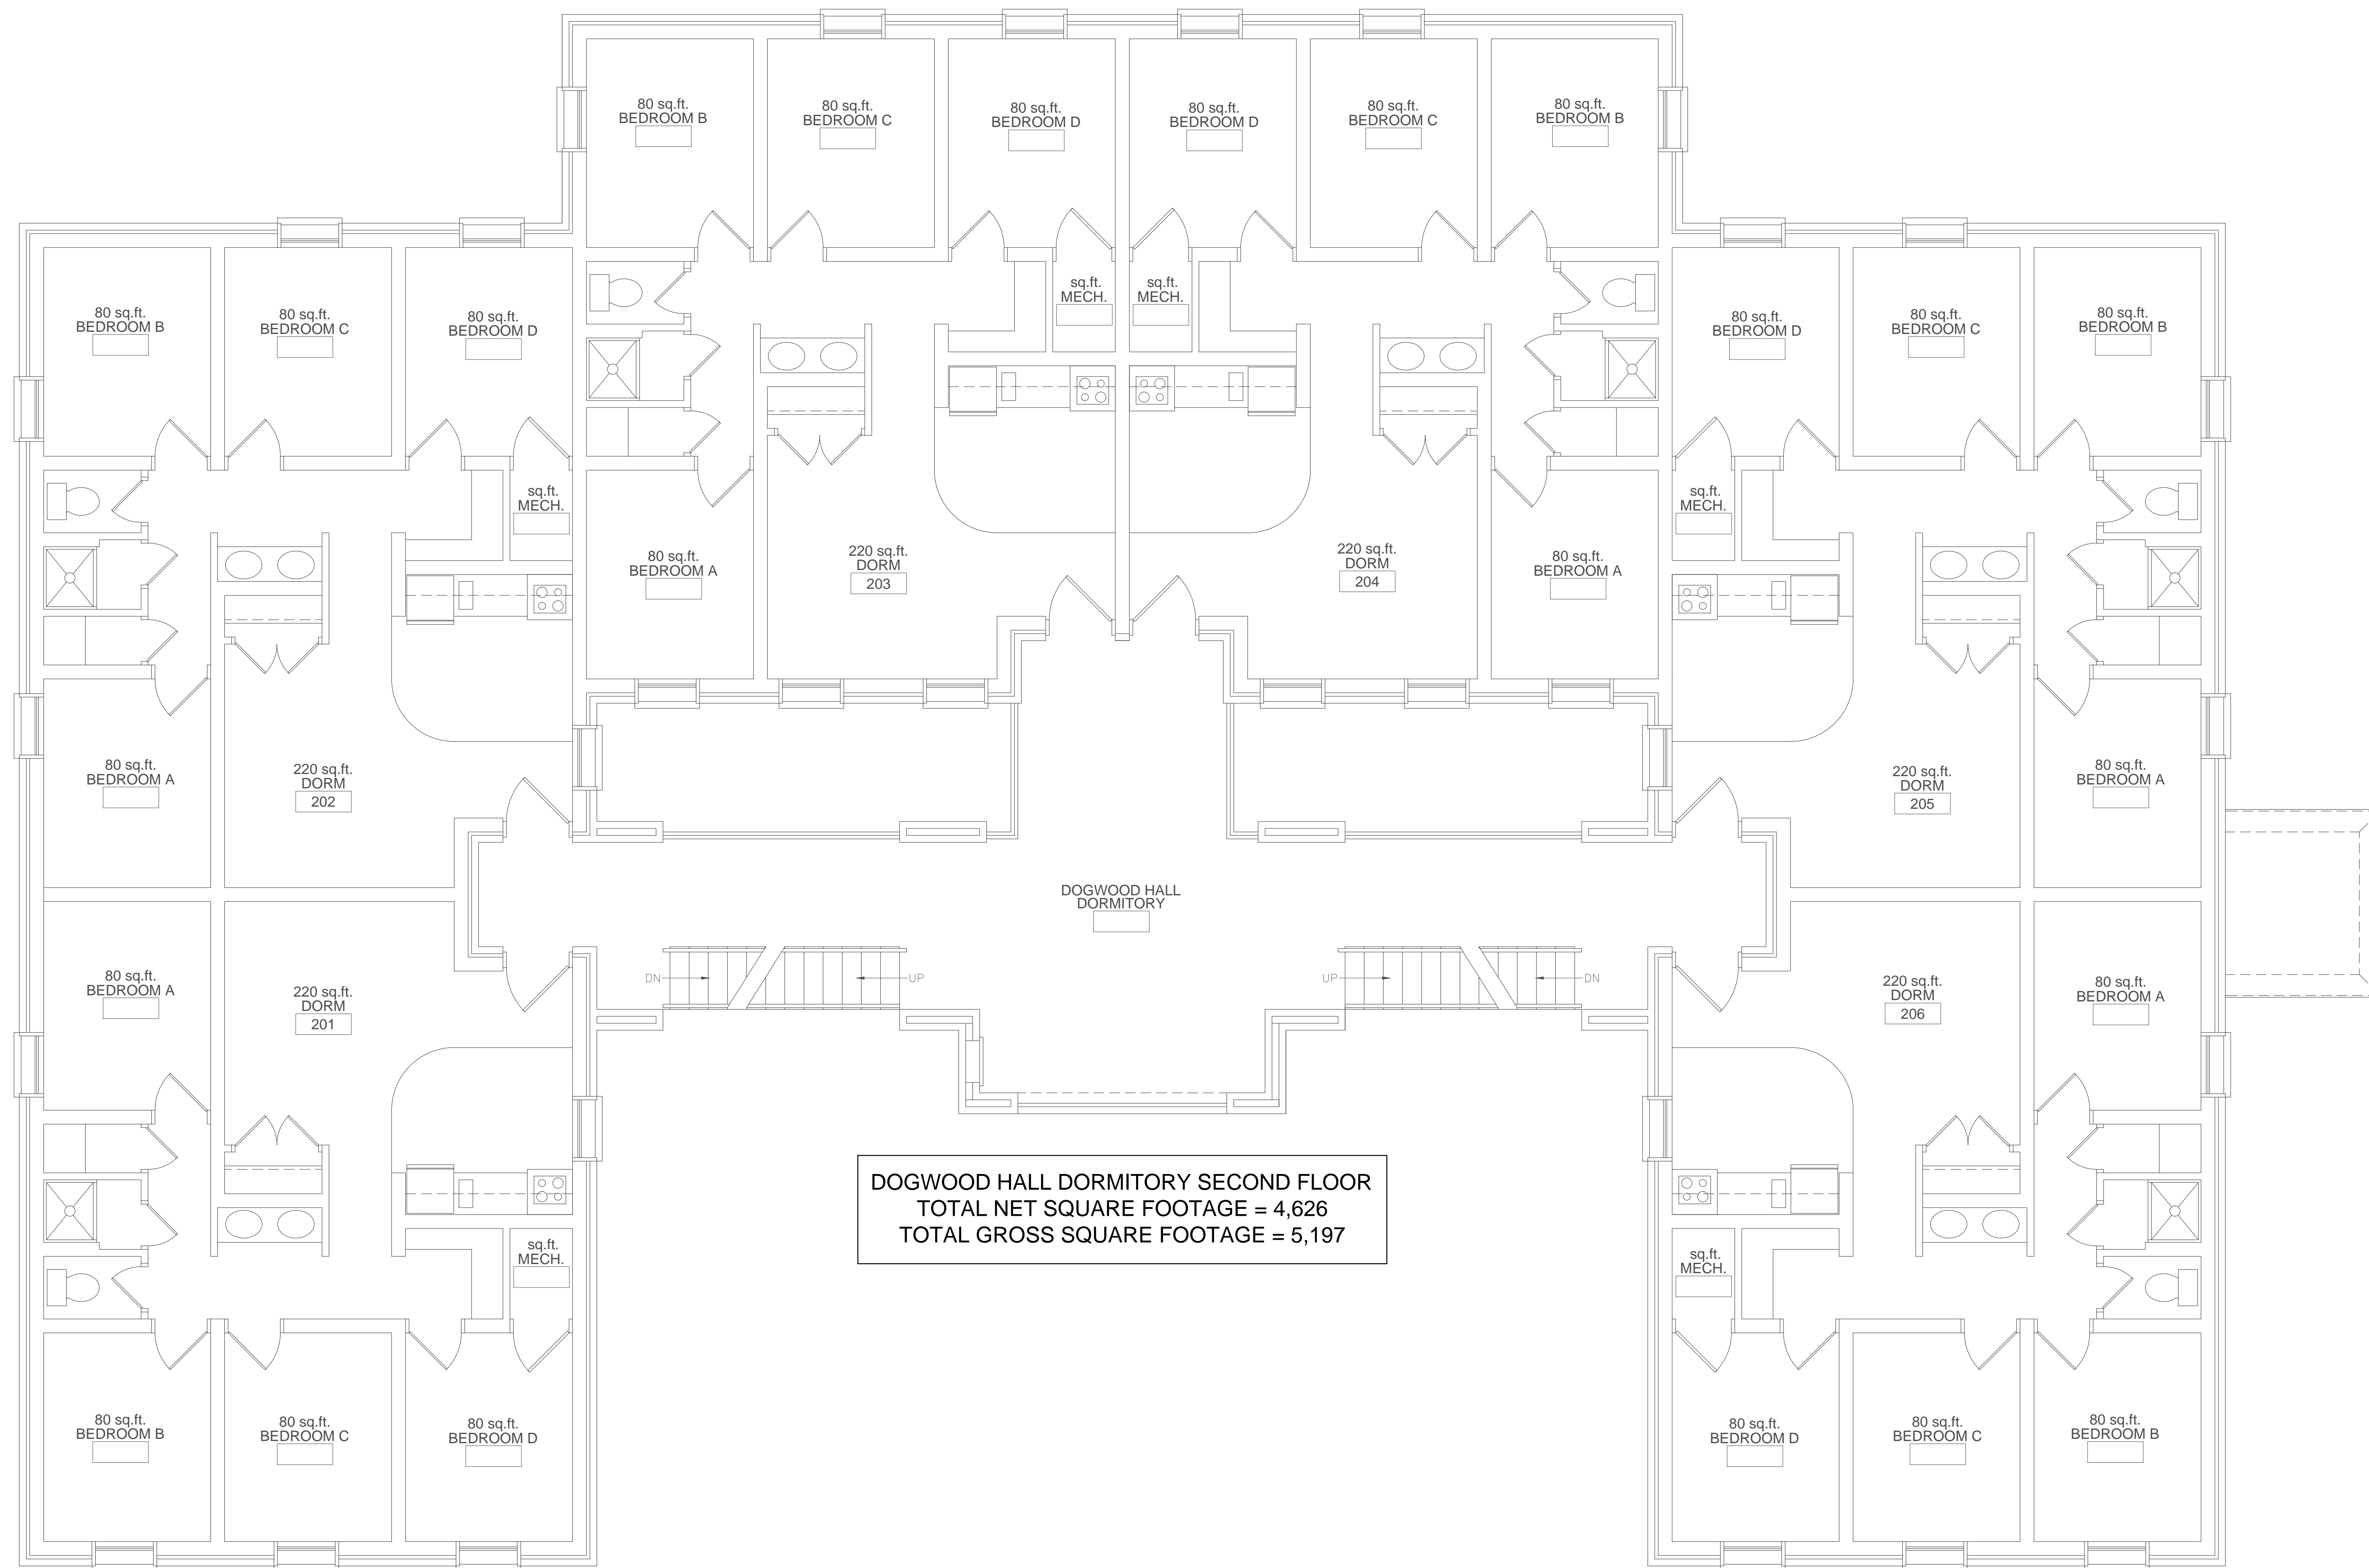 80 sq.ft.
BEDROOM B
80 sq.ft.
BEDROOM C
80 sq.ft.
BEDROOM D
80 sq.ft.
BEDROOM D
80 sq.ft.
BEDROOM C
80 sq.ft.
BEDROOM B
sq.ft.
MECH.
sq.ft.
MECH.
80 sq.ft.
BEDROOM B
80 sq.ft.
BEDROOM C
80 sq.ft.
BEDROOM D
80 sq.ft.
BEDROOM D
80 sq.ft.
BEDROOM C
80 sq.ft.
BEDROOM B
sq.ft.
MECH.
sq.ft.
MECH.
80 sq.ft.
BEDROOM A
220 sq.ft.
DORM
203
220 sq.ft.
DORM
204
80 sq.ft.
BEDROOM A
80 sq.ft.
BEDROOM A
220 sq.ft.
DORM
202
220 sq.ft.
DORM
205
80 sq.ft.
BEDROOM A
DOGWOOD HALL
DORMITORY
80 sq.ft.
BEDROOM A
220 sq.ft.
DORM
201
DN
UP
UP
DN
220 sq.ft.
DORM
206
80 sq.ft.
BEDROOM A
DOGWOOD HALL DORMITORY SECOND FLOOR
TOTAL NET SQUARE FOOTAGE = 4,626
TOTAL GROSS SQUARE FOOTAGE = 5,197
sq.ft.
MECH.
sq.ft.
MECH.
80 sq.ft.
BEDROOM B
80 sq.ft.
BEDROOM C
80 sq.ft.
BEDROOM D
80 sq.ft.
BEDROOM D
80 sq.ft.
BEDROOM C
80 sq.ft.
BEDROOM B